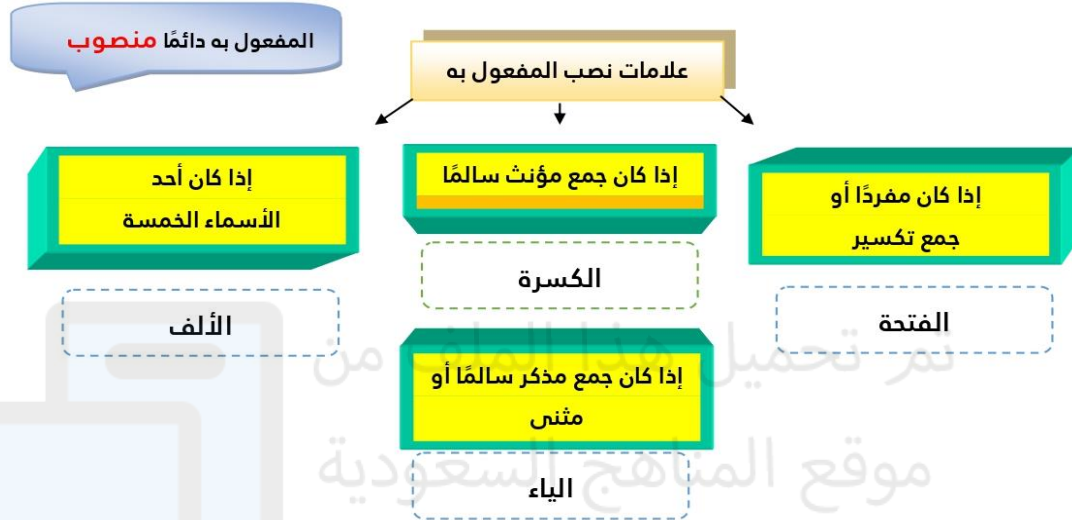 المفعول به دائمًا منصوب
علامات نصب المفعول به
إذا كان مفردًا أو
جمع تكسير
الفتحة
إذا كان جمع مؤنث سالمًا
الكسرة
إذا كان أحد
الأسماء الخمسة
الألف
إذا كان جمع مذكر سالمًا أو
مثنى
الياء
تم تحميل هذا الملف من
موقع المناهج السعودية